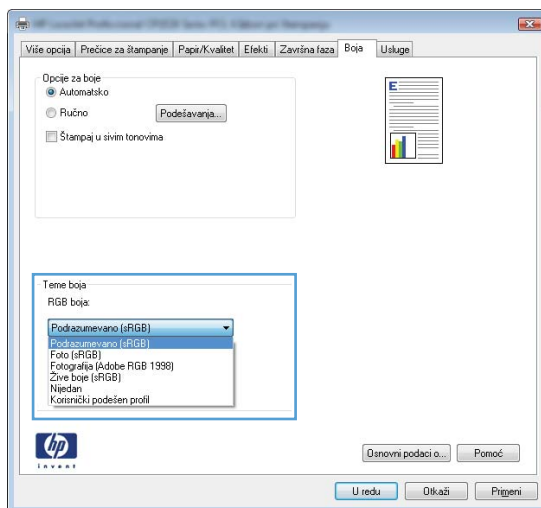 Više opcija Prečice za štampanje Papir/Kvalitet Efekti Završna faza Boja Usluge
Opcije za boje
Automatsko
Ručno
Podešavanja...
Štampaj u sivim tonovima
E
Teme boja
RGB boja:
Podrazumevano (sRGB)
Podrazumevano (sRGB)
Foto (sRGB)
Fotografija (Adobe RGB 1998)
Žive boje (sRGB)
Nijedan
Korisnički podešen profil
hp
invent
Osnovni podaci o... Pomoć
U redu Otkaži Primeni